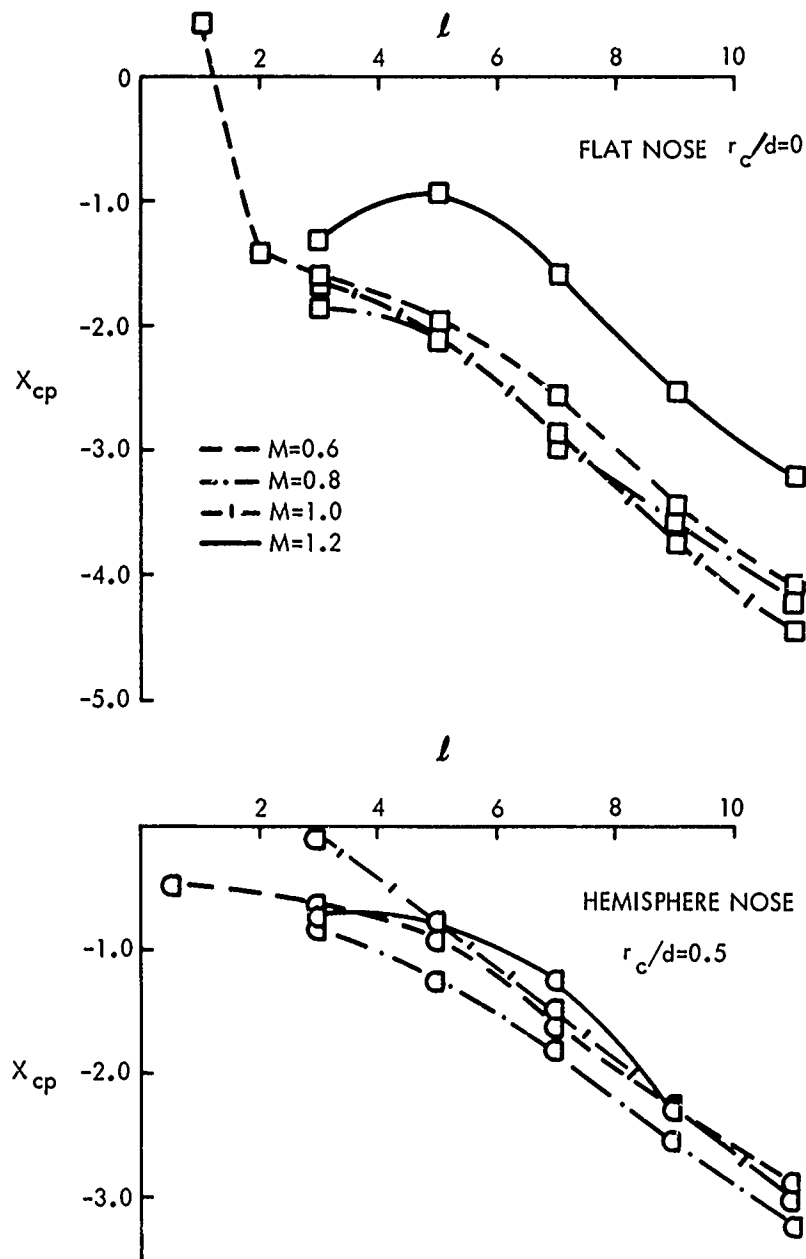 ℓ
0 2 4 6 8 10
FLAT NOSE r_c/d=0
-1.0
-2.0
X_cp
-3.0
M=0.6
M=0.8
M=1.0
M=1.2
-4.0
-5.0
ℓ
2 4 6 8 10
HEMISPHERE NOSE
-1.0
r_c/d=0.5
X_cp
-2.0
-3.0